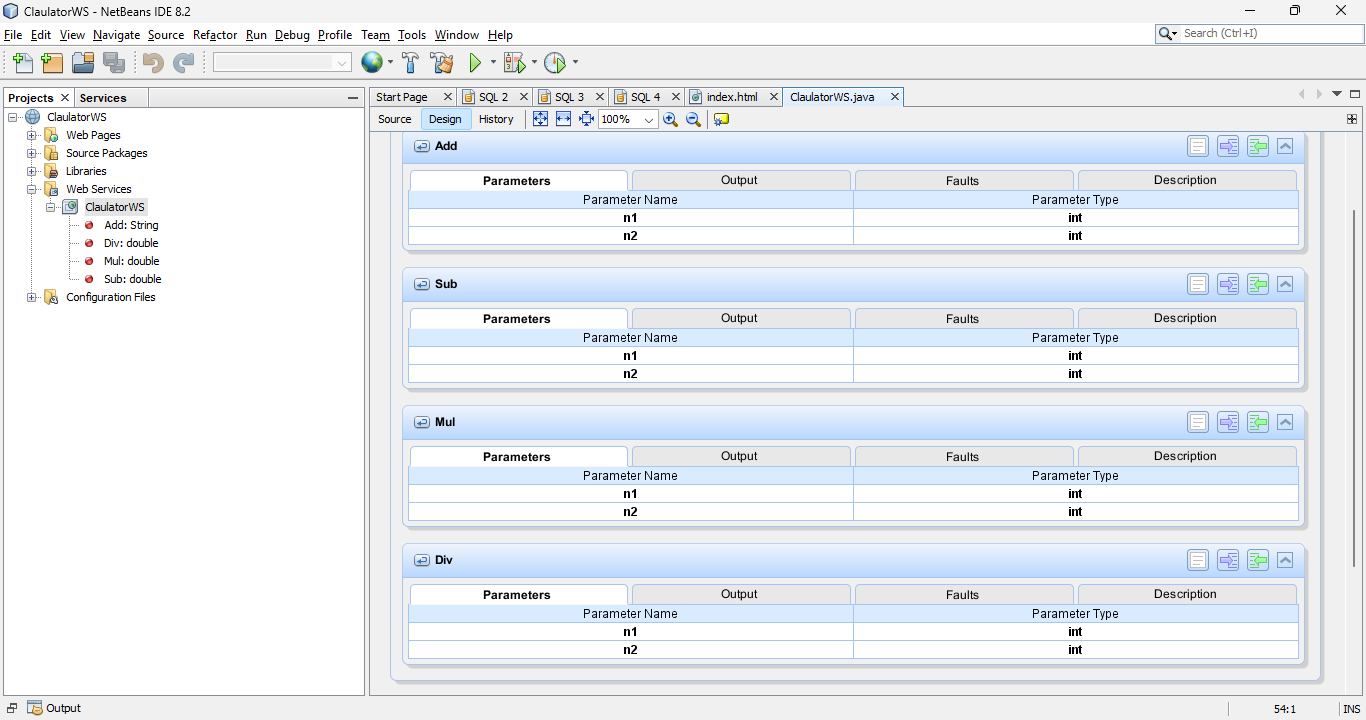 ClaulatorWS - NetBeans IDE 8.2
File Edit View Navigate Source Refactor Run Debug Profile Team Tools Window Help
Search (Ctrl+I)
Projects Services
ClaulatorWS
Web Pages
Source Packages
Libraries
Web Services
ClaulatorWS
Add: String
Div: double
Mul: double
Sub: double
Configuration Files
Start Page SQL 2 SQL 3 SQL 4 index.html ClaulatorWS.java
Source Design History 100%
Add
Parameters Output Faults Description
Parameter Name Parameter Type
n1 int
n2 int
Sub
Parameters Output Faults Description
Parameter Name Parameter Type
n1 int
n2 int
Mul
Parameters Output Faults Description
Parameter Name Parameter Type
n1 int
n2 int
Div
Parameters Output Faults Description
Parameter Name Parameter Type
n1 int
n2 int
Output 54:1 INS